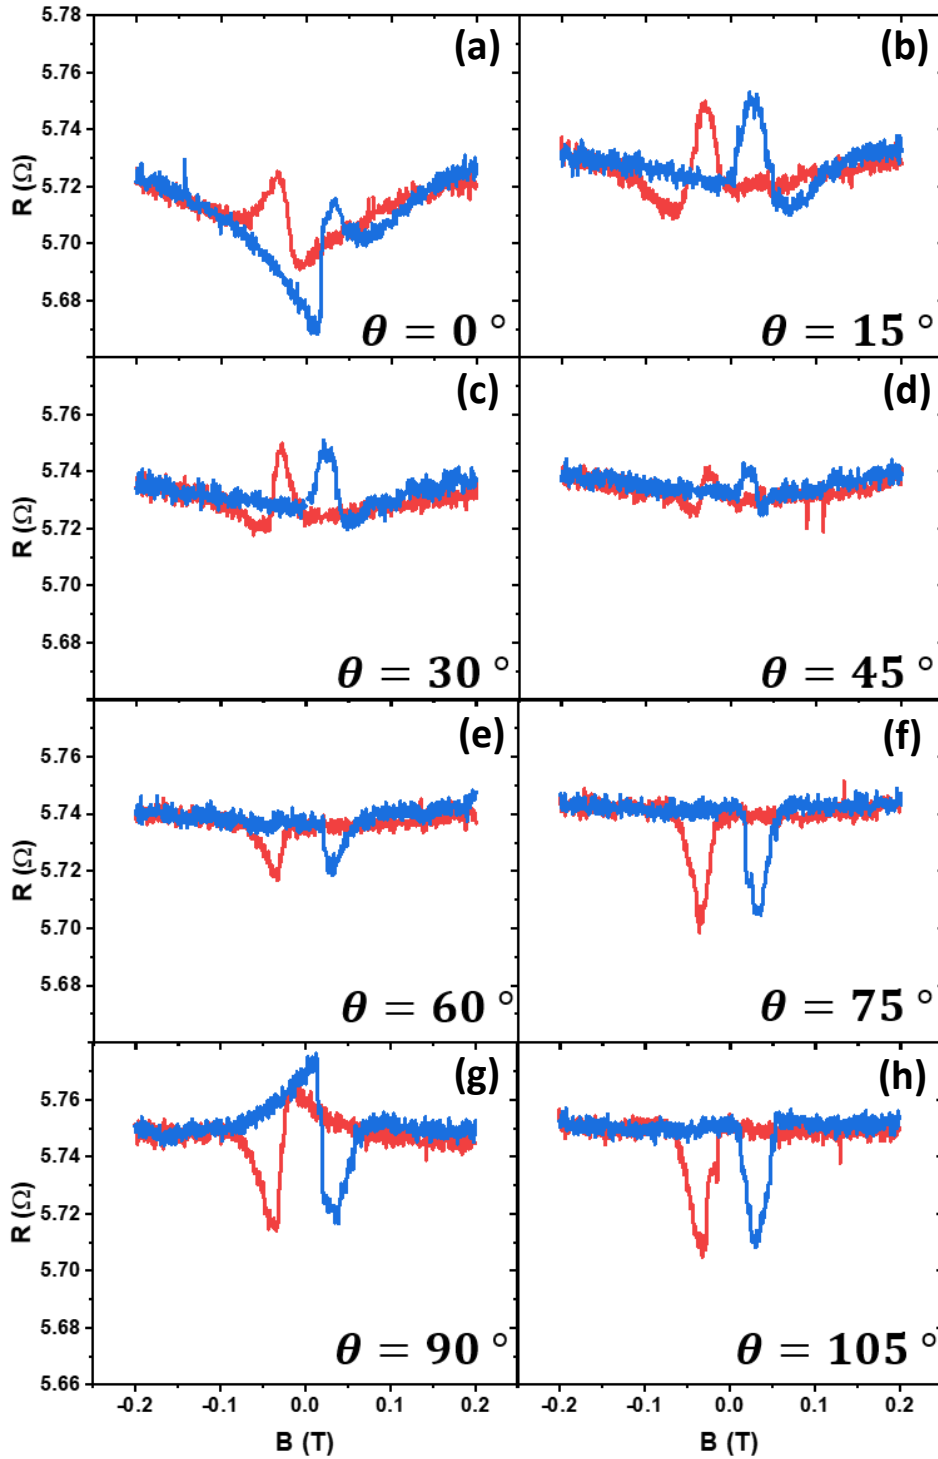 5.78
(a)
(b)
5.76
5.74
R (Ω)
5.72
5.70
5.68
θ = 0 °
θ = 15 °
(c)
(d)
5.76
5.74
R (Ω)
5.72
5.70
5.68
θ = 30 °
θ = 45 °
(e)
(f)
5.76
5.74
R (Ω)
5.72
5.70
5.68
θ = 60 °
θ = 75 °
(g)
(h)
5.76
5.74
R (Ω)
5.72
5.70
5.68
θ = 90 °
θ = 105 °
5.66
-0.2 -0.1 0.0 0.1 0.2
-0.2 -0.1 0.0 0.1 0.2
B (T)
B (T)